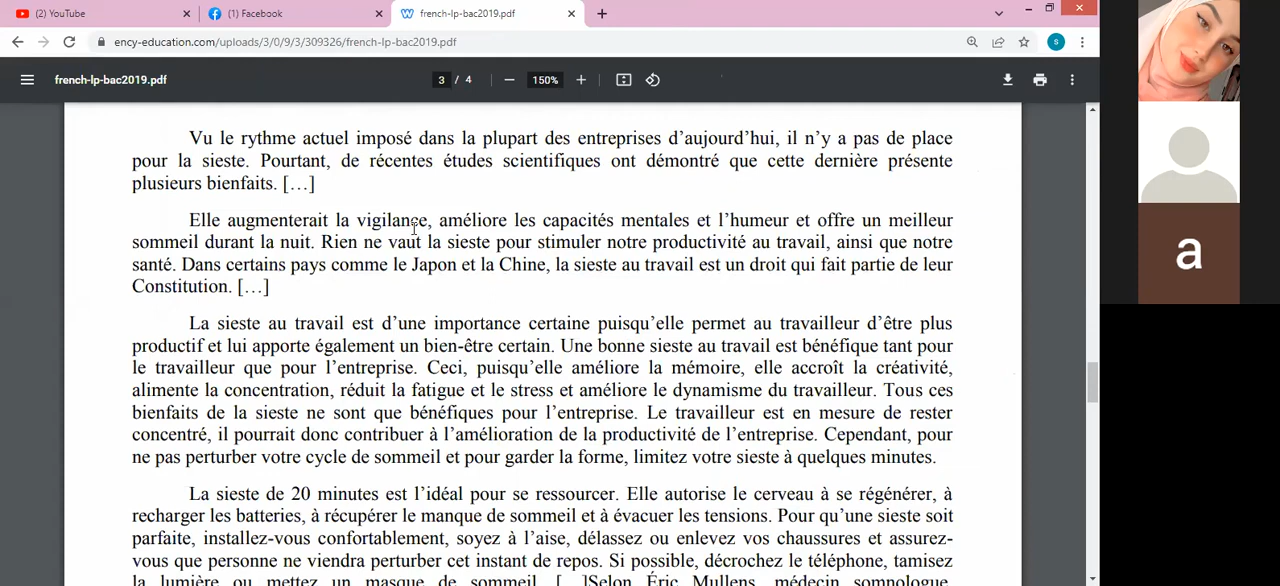 (2) YouTube
(1) Facebook
french-lp-bac2019.pdf
ency-education.com/uploads/3/0/9/3/309326/french-lp-bac2019.pdf
s
french-lp-bac2019.pdf
3 / 4
150%
Vu le rythme actuel imposé dans la plupart des entreprises d’aujourd’hui, il n’y a pas de place
pour la sieste. Pourtant, de récentes études scientifiques ont démontré que cette dernière présente
plusieurs bienfaits. […]
Elle augmenterait la vigilance, améliore les capacités mentales et l’humeur et offre un meilleur
sommeil durant la nuit. Rien ne vaut la sieste pour stimuler notre productivité au travail, ainsi que notre
santé. Dans certains pays comme le Japon et la Chine, la sieste au travail est un droit qui fait partie de leur
Constitution. […]
La sieste au travail est d’une importance certaine puisqu’elle permet au travailleur d’être plus
productif et lui apporte également un bien-être certain. Une bonne sieste au travail est bénéfique tant pour
le travailleur que pour l’entreprise. Ceci, puisqu’elle améliore la mémoire, elle accroît la créativité,
alimente la concentration, réduit la fatigue et le stress et améliore le dynamisme du travailleur. Tous ces
bienfaits de la sieste ne sont que bénéfiques pour l’entreprise. Le travailleur est en mesure de rester
concentré, il pourrait donc contribuer à l’amélioration de la productivité de l’entreprise. Cependant, pour
ne pas perturber votre cycle de sommeil et pour garder la forme, limitez votre sieste à quelques minutes.
La sieste de 20 minutes est l’idéal pour se ressourcer. Elle autorise le cerveau à se régénérer, à
recharger les batteries, à récupérer le manque de sommeil et à évacuer les tensions. Pour qu’une sieste soit
parfaite, installez-vous confortablement, soyez à l’aise, délassez ou enlevez vos chaussures et assurez-
vous que personne ne viendra perturber cet instant de repos. Si possible, décrochez le téléphone, tamisez
la lumière ou mettez un masque de sommeil. […]Selon Éric Mullens, médecin somnologue,
a